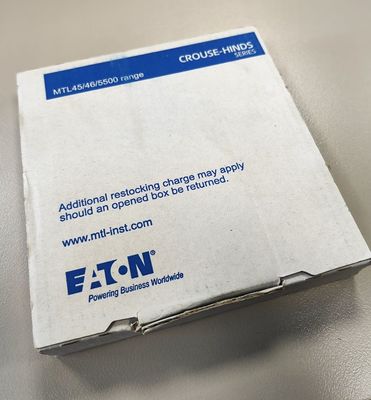 MTL45/46/5500 range
CROUSE-HINDS
SERIES
Additional restocking charge may apply
should an opened box be returned.
www.mtl-inst.com
EATON
Powering Business Worldwide